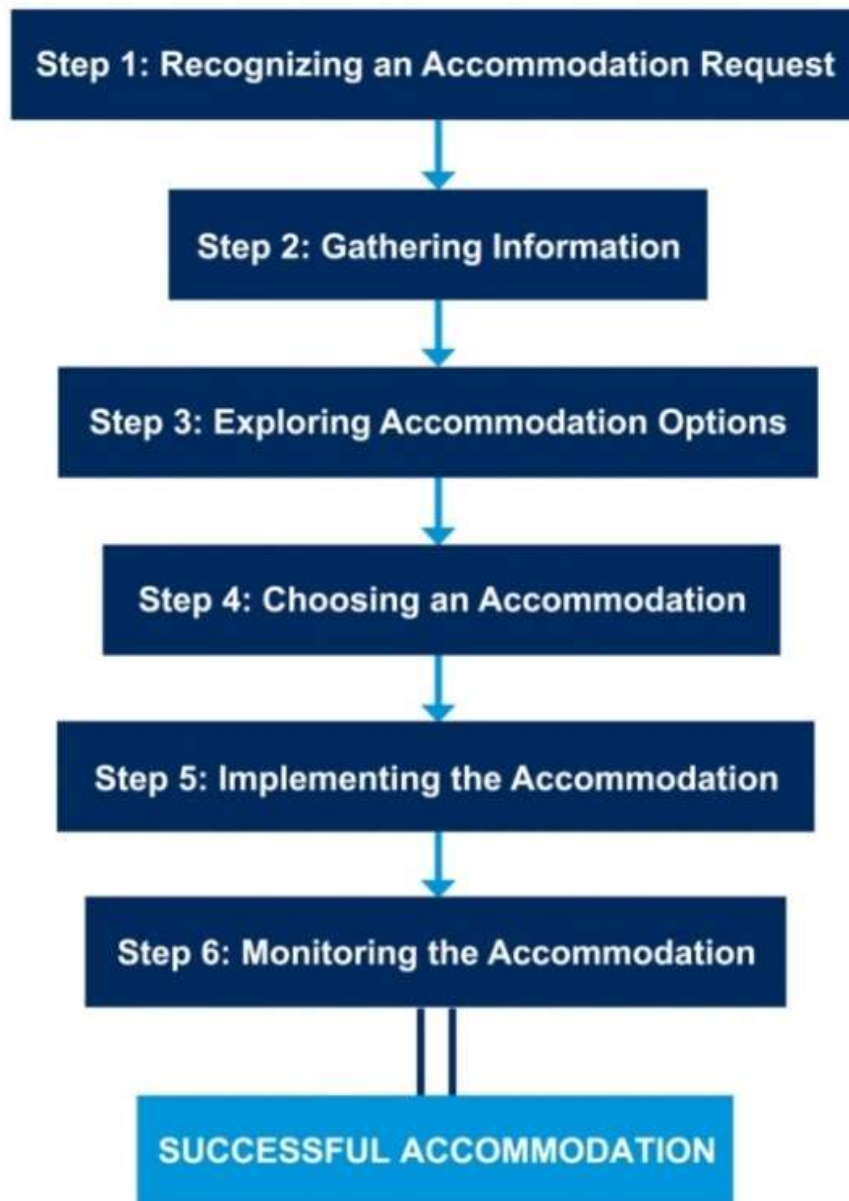 Step 1: Recognizing an Accommodation Request
Step 2: Gathering Information
Step 3: Exploring Accommodation Options
Step 4: Choosing an Accommodation
Step 5: Implementing the Accommodation
Step 6: Monitoring the Accommodation
SUCCESSFUL ACCOMMODATION